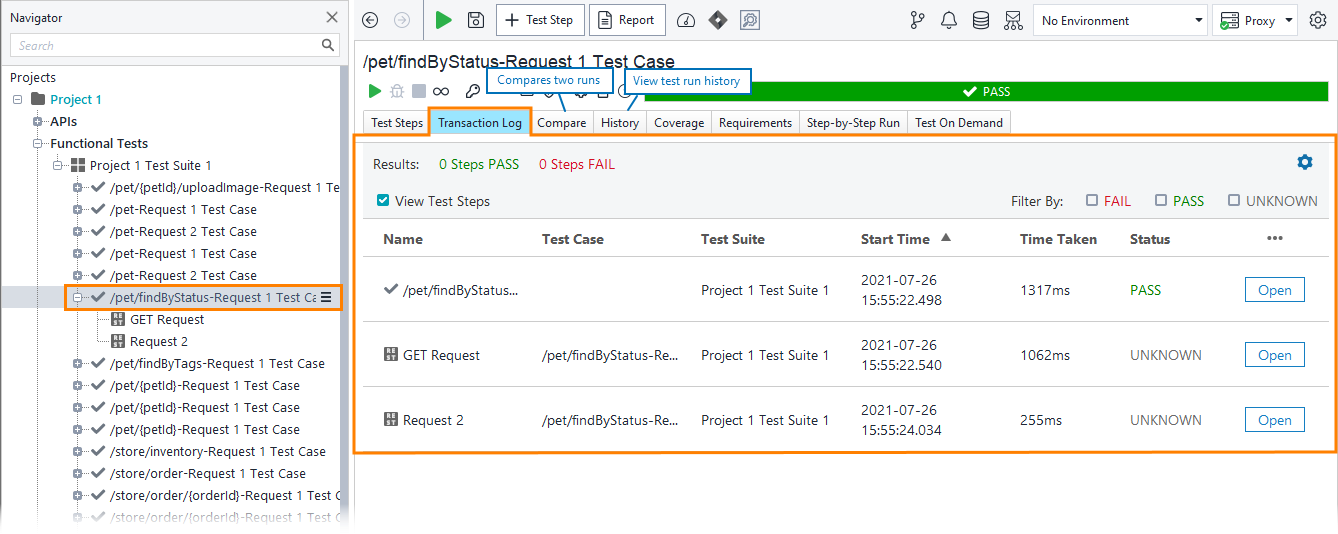 Navigator
Search
Projects
Project 1
APIs
Functional Tests
Project 1 Test Suite 1
/pet/{petId}/uploadImage-Request 1 Te
/pet-Request 1 Test Case
/pet-Request 2 Test Case
/pet-Request 1 Test Case
/pet-Request 2 Test Case
/pet/findByStatus-Request 1 Test Ca
REST GET Request
REST Request 2
/pet/findByTags-Request 1 Test Case
/pet/{petId}-Request 1 Test Case
/pet/{petId}-Request 1 Test Case
/pet/{petId}-Request 1 Test Case
/store/inventory-Request 1 Test Case
/store/order-Request 1 Test Case
/store/order/{orderId}-Request 1 Test C
/store/order/{orderId}-Request 1 Test C
+ Test Step Report No Environment Proxy
/pet/findByStatus-Request 1 Test Case
Compares two runs View test run history
PASS
Test Steps Transaction Log Compare History Coverage Requirements Step-by-Step Run Test On Demand
Results: 0 Steps PASS 0 Steps FAIL
View Test Steps Filter By: FAIL PASS UNKNOWN
Name Test Case Test Suite Start Time Time Taken Status •••
/pet/findByStatus... Project 1 Test Suite 1 2021-07-26 15:55:22.498 1317ms PASS Open
REST GET Request /pet/findByStatus-Re... Project 1 Test Suite 1 2021-07-26 15:55:22.540 1062ms UNKNOWN Open
REST Request 2 /pet/findByStatus-Re... Project 1 Test Suite 1 2021-07-26 15:55:24.034 255ms UNKNOWN Open